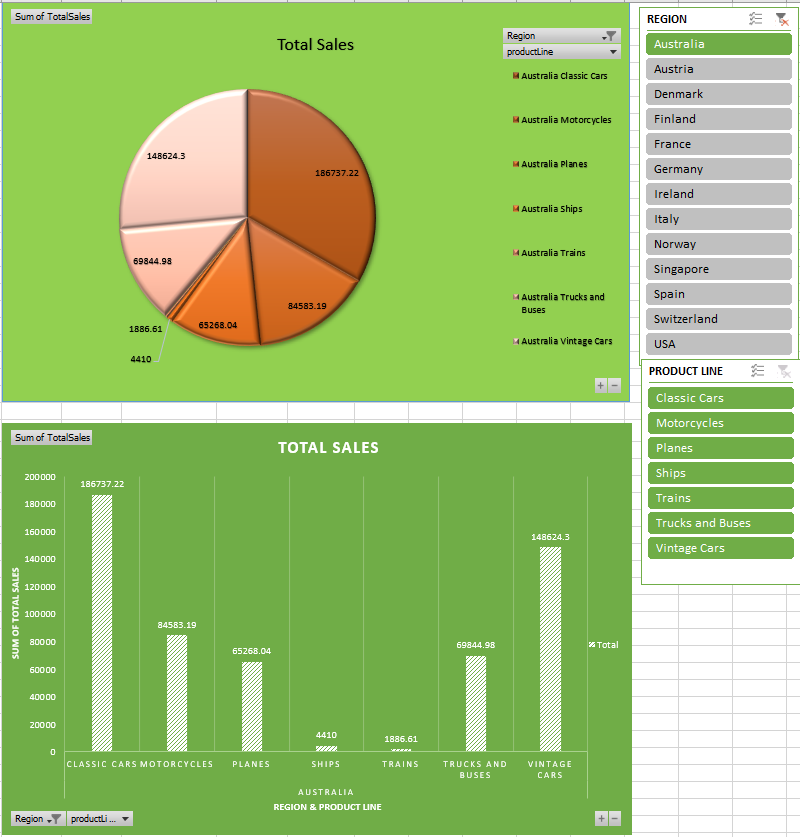 Sum of TotalSales
Total Sales
Region
productLine
Australia Classic Cars
Australia Motorcycles
Australia Planes
Australia Ships
Australia Trains
Australia Trucks and
Buses
Australia Vintage Cars
148624.3
186737.22
69844.98
84583.19
65268.04
1886.61
4410
+ −
REGION
Australia
Austria
Denmark
Finland
France
Germany
Ireland
Italy
Norway
Singapore
Spain
Switzerland
USA
PRODUCT LINE
Classic Cars
Motorcycles
Planes
Ships
Trains
Trucks and Buses
Vintage Cars
Sum of TotalSales
TOTAL SALES
SUM OF TOTAL SALES
200000
180000
160000
140000
120000
100000
80000
60000
40000
20000
0
186737.22
84583.19
65268.04
4410
1886.61
69844.98
148624.3
Total
CLASSIC CARS
MOTORCYCLES
PLANES
SHIPS
TRAINS
TRUCKS AND
BUSES
VINTAGE
CARS
AUSTRALIA
REGION & PRODUCT LINE
Region
productLi...
+ −